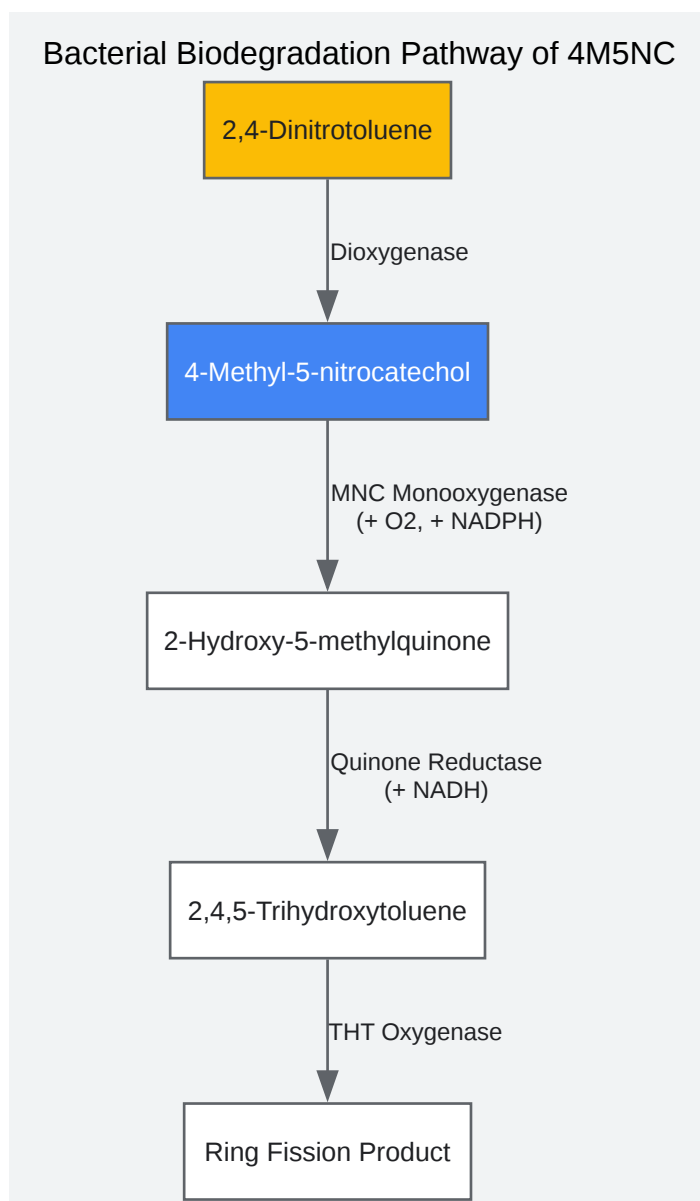 Bacterial Biodegradation Pathway of 4M5NC
2,4-Dinitrotoluene
Dioxygenase
4-Methyl-5-nitrocatechol
MNC Monooxygenase
(+ O2, + NADPH)
2-Hydroxy-5-methylquinone
Quinone Reductase
(+ NADH)
2,4,5-Trihydroxytoluene
THT Oxygenase
Ring Fission Product